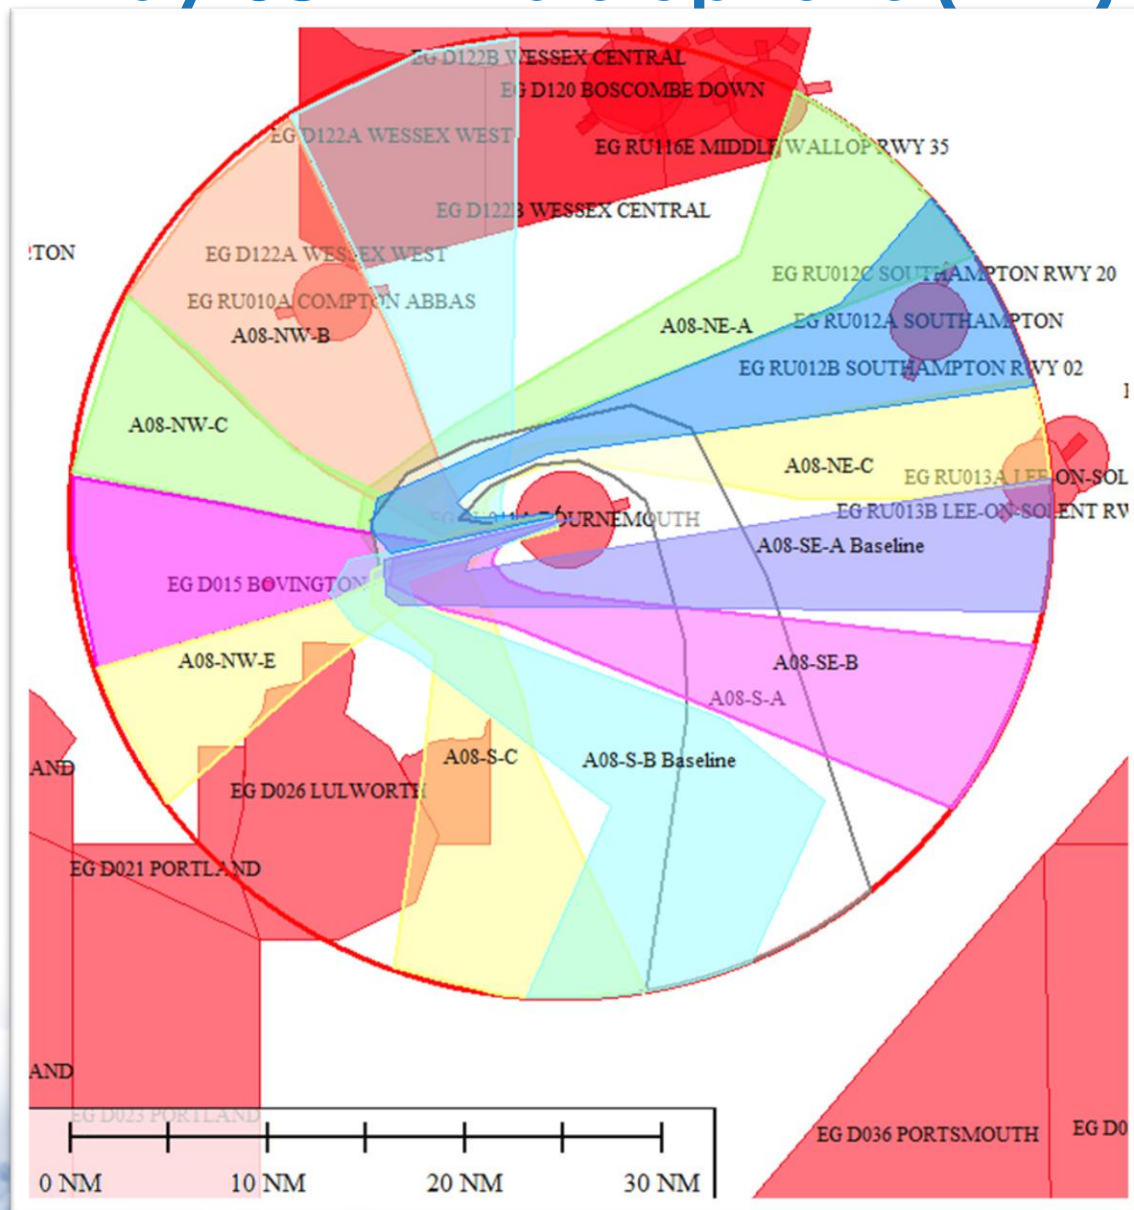 EG D122B WESSEX CENTRAL
EG D120 BOSCOMBE DOWN
EG D122A WESSEX WEST
EG RU116E MIDDLE WALLOP RWY 35
EG D122B WESSEX CENTRAL
TON
EG D122A WESSEX WEST
EG RU012C SOUTHAMPTON RWY 20
EG RU010A COMPTON ABBAS
EG RU012A SOUTHAMPTON
A08-NE-A
A08-NW-B
EG RU012B SOUTHAMPTON RWY 02
A08-NW-C
A08-NE-C
EG RU013A LEE-ON-SOL
EG RU013B LEE-ON-SOLENT RW
BOURNEMOUTH
A08-SE-A Baseline
EG D015 BOVINGTON
A08-NW-E
A08-SE-B
A08-S-A
A08-S-C
A08-S-B Baseline
AND
EG D026 LULWORTH
EG D021 PORTLAND
AND
EG D023 PORTLAND
EG D036 PORTSMOUTH
EG D0
0 NM
10 NM
20 NM
30 NM